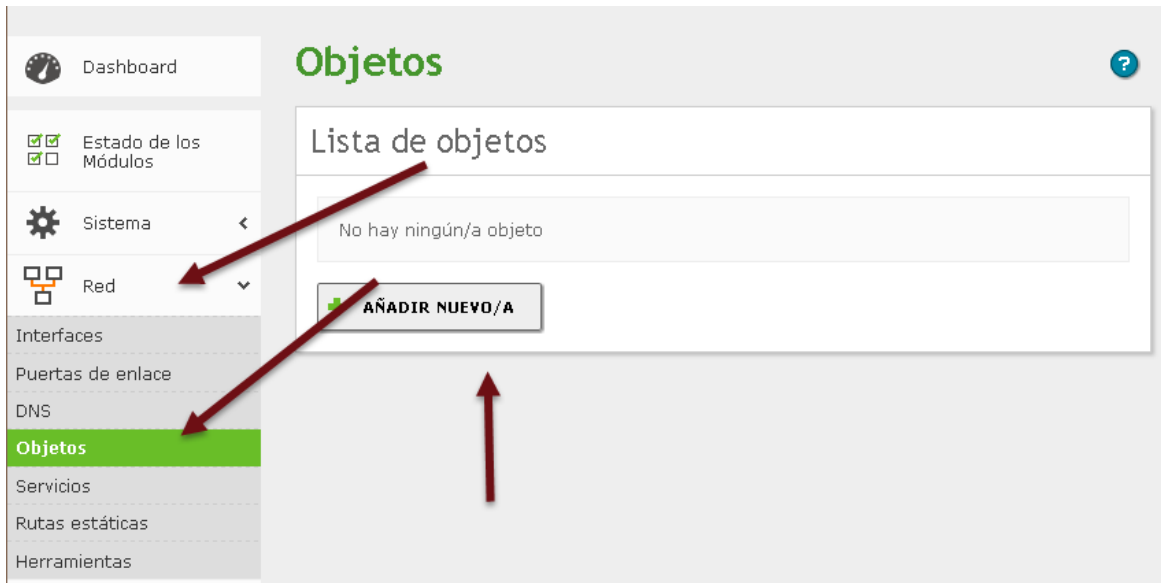 Dashboard
Estado de los
Módulos
Sistema
Red
Interfaces
Puertas de enlace
DNS
Objetos
Servicios
Rutas estáticas
Herramientas
Objetos
?
Lista de objetos
No hay ningún/a objeto
AÑADIR NUEVO/A